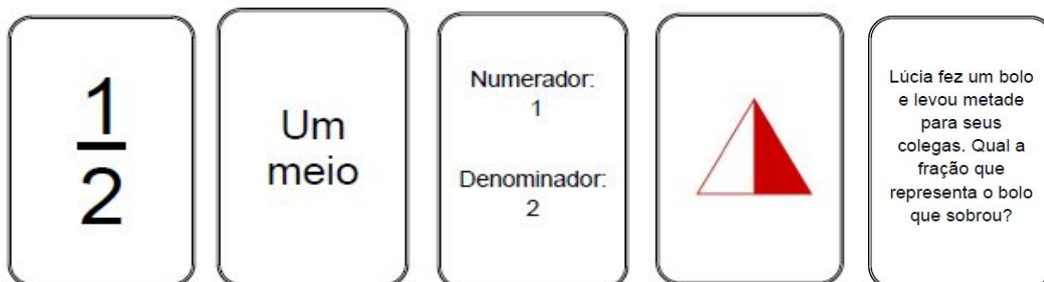 1
2
Um
meio
Numerador:
1
Denominador:
2
Lúcia fez um bolo
e levou metade
para seus
colegas. Qual a
fração que
representa o bolo
que sobrou?